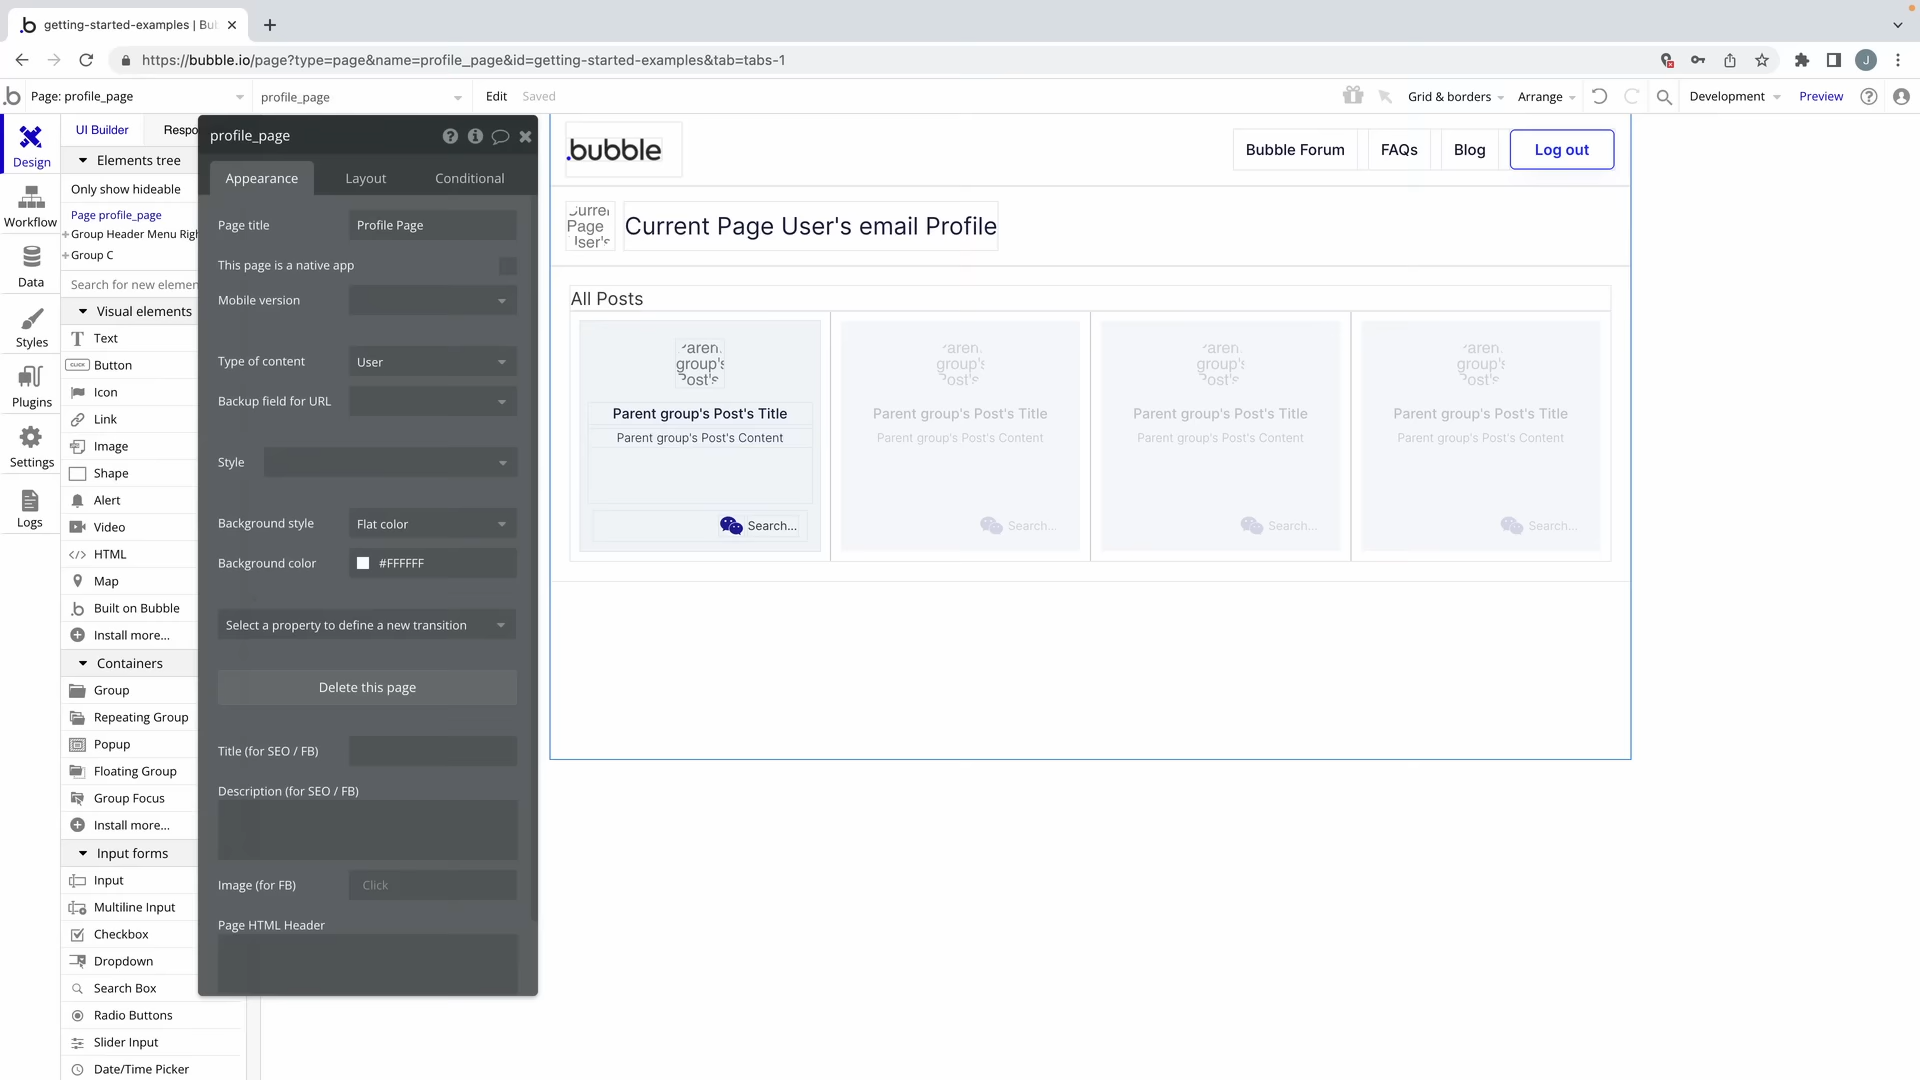 getting-started-examples | Bu
https://bubble.io/page?type=page&name=profile_page&id=getting-started-examples&tab=tabs-1
J
Page: profile_page
profile_page
Edit
Saved
Grid & borders
Arrange
Development
Preview
Design
Workflow
Data
Styles
Plugins
Settings
Logs
UI Builder
Respo
Elements tree
Only show hideable
Page profile_page
Group Header Menu Righ
Group C
Search for new elemen
Visual elements
Text
CLICK
Button
Icon
Link
Image
Shape
Alert
Video
HTML
Map
Built on Bubble
Install more...
Containers
Group
Repeating Group
Popup
Floating Group
Group Focus
Install more...
Input forms
Input
Multiline Input
Checkbox
Dropdown
Search Box
Radio Buttons
Slider Input
Date/Time Picker
profile_page
Appearance
Layout
Conditional
Page title
Profile Page
This page is a native app
Mobile version
Type of content
User
Backup field for URL
Style
Background style
Flat color
Background color
#FFFFFF
Select a property to define a new transition
Delete this page
Title (for SEO / FB)
Description (for SEO / FB)
Image (for FB)
Click
Page HTML Header
.bubble
Bubble Forum
FAQs
Blog
Log out
Page
Current Page User's email Profile
All Posts
group's
Parent group's Post's Title
Parent group's Post's Content
Search...
group's
Parent group's Post's Title
Parent group's Post's Content
Search...
group's
Parent group's Post's Title
Parent group's Post's Content
Search...
group's
Parent group's Post's Title
Parent group's Post's Content
Search...